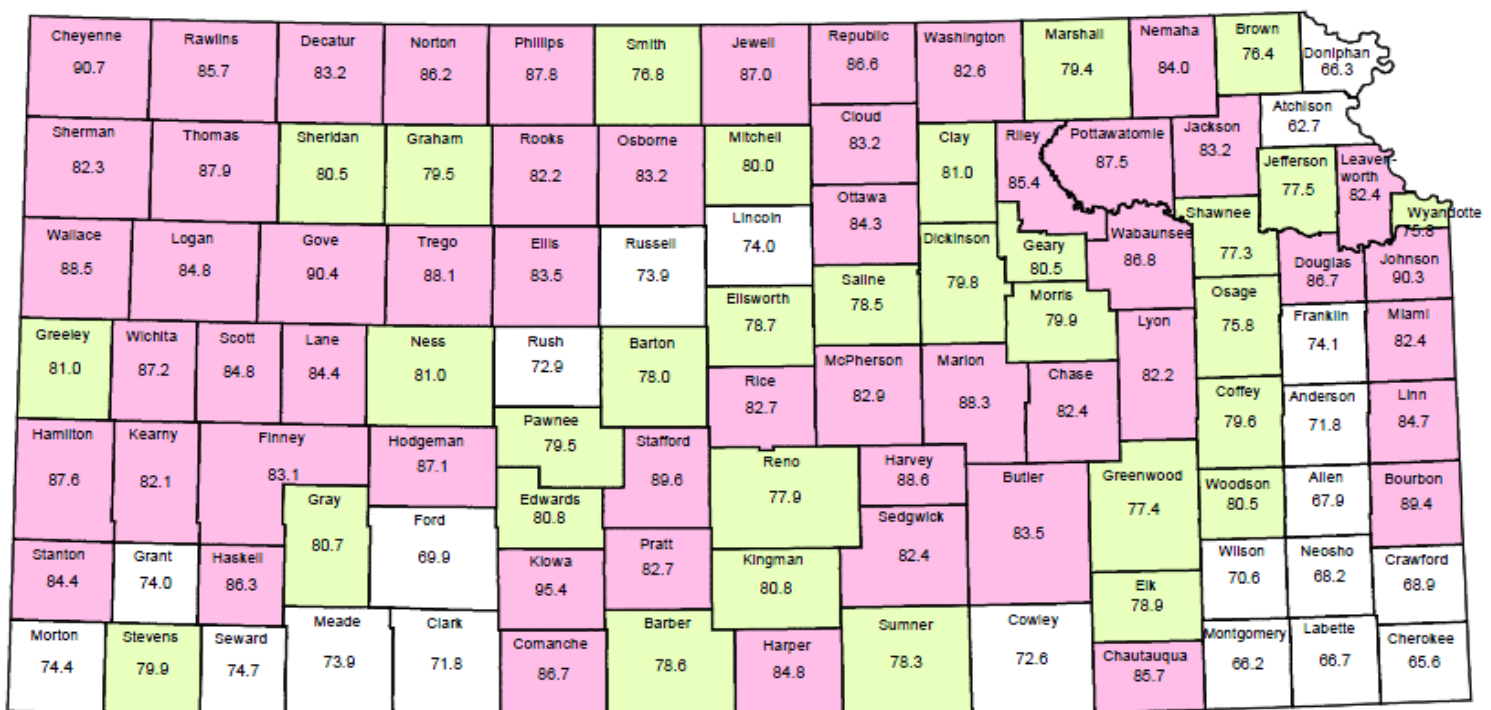 Cheyenne
90.7
Rawlins
85.7
Decatur
83.2
Norton
86.2
Phillips
87.8
Smith
76.8
Jewell
87.0
Republic
86.6
Washington
82.6
Marshall
79.4
Nemaha
84.0
Brown
76.4
Doniphan
66.3
Atchison
62.7
Sherman
82.3
Thomas
87.9
Sheridan
80.5
Graham
79.5
Rooks
82.2
Osborne
83.2
Mitchell
80.0
Cloud
83.2
Clay
81.0
Riley
85.4
Pottawatomie
87.5
Jackson
83.2
Jefferson
77.5
Leaven-
worth
82.4
Wyandotte
75.8
Lincoln
74.0
Ottawa
84.3
Shawnee
77.3
Wallace
88.5
Logan
84.8
Gove
90.4
Trego
88.1
Ellis
83.5
Russell
73.9
Dickinson
79.8
Geary
80.5
Wabaunsee
86.8
Douglas
86.7
Johnson
90.3
Ellsworth
78.7
Saline
78.5
Morris
79.9
Osage
75.8
Franklin
74.1
Miami
82.4
Greeley
81.0
Wichita
87.2
Scott
84.8
Lane
84.4
Ness
81.0
Rush
72.9
Barton
78.0
Rice
82.7
McPherson
82.9
Marion
88.3
Chase
82.4
Lyon
82.2
Coffey
79.6
Anderson
71.8
Linn
84.7
Hamilton
87.6
Kearny
82.1
Finney
83.1
Hodgeman
87.1
Pawnee
79.5
Stafford
89.6
Reno
77.9
Harvey
88.6
Butler
83.5
Greenwood
77.4
Woodson
80.5
Allen
67.9
Bourbon
89.4
Gray
80.7
Ford
69.9
Edwards
80.8
Sedgwick
82.4
Stanton
84.4
Grant
74.0
Haskell
86.3
Kiowa
95.4
Pratt
82.7
Kingman
80.8
Elk
78.9
Wilson
70.6
Neosho
68.2
Crawford
68.9
Morton
74.4
Stevens
79.9
Seward
74.7
Meade
73.9
Clark
71.8
Comanche
86.7
Barber
78.6
Harper
84.8
Sumner
78.3
Cowley
72.6
Chautauqua
85.7
Montgomery
66.2
Labette
66.7
Cherokee
65.6